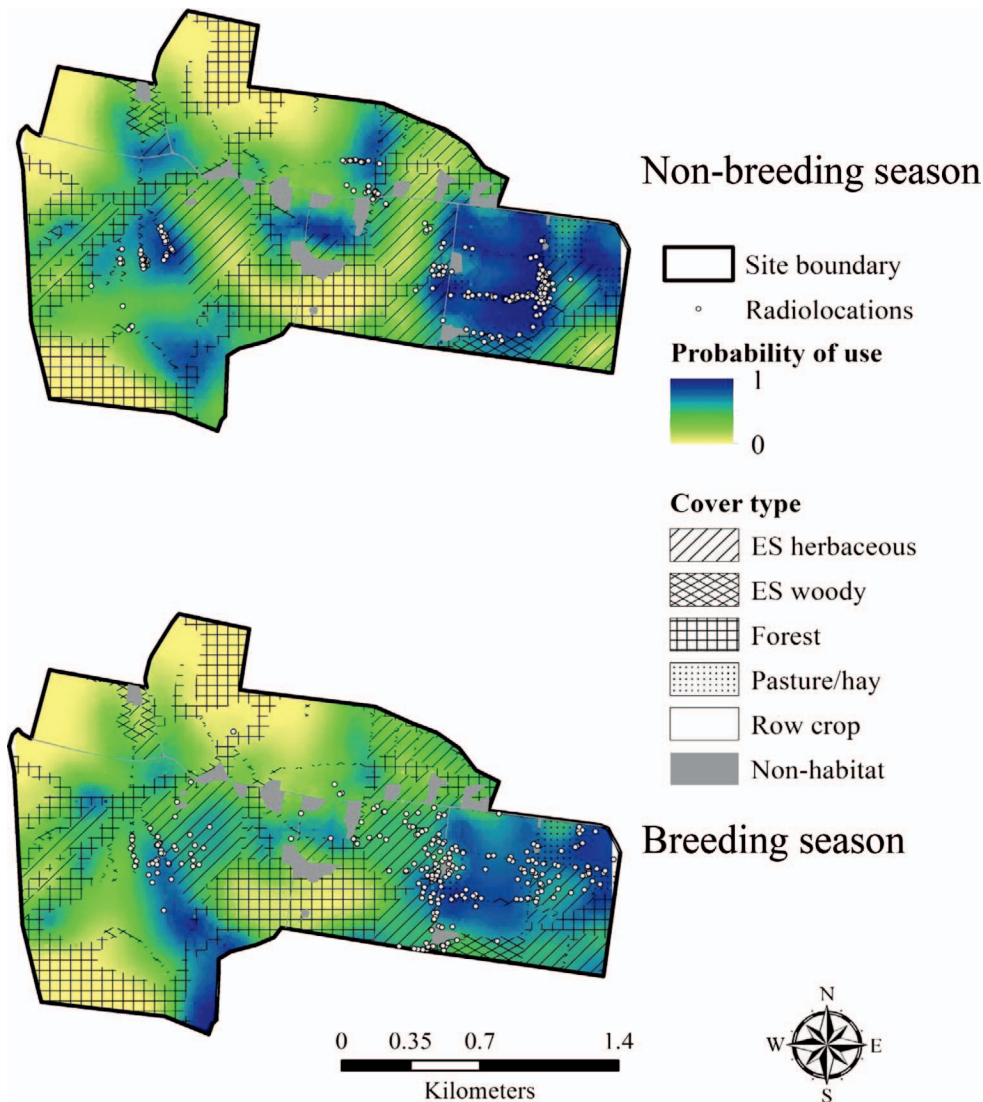 Non-breeding season
Site boundary
Radiolocations
Probability of use
1
0
Cover type
ES herbaceous
ES woody
Forest
Pasture/hay
Row crop
Non-habitat
Breeding season
0 0.35 0.7 1.4
Kilometers
N
W E
S